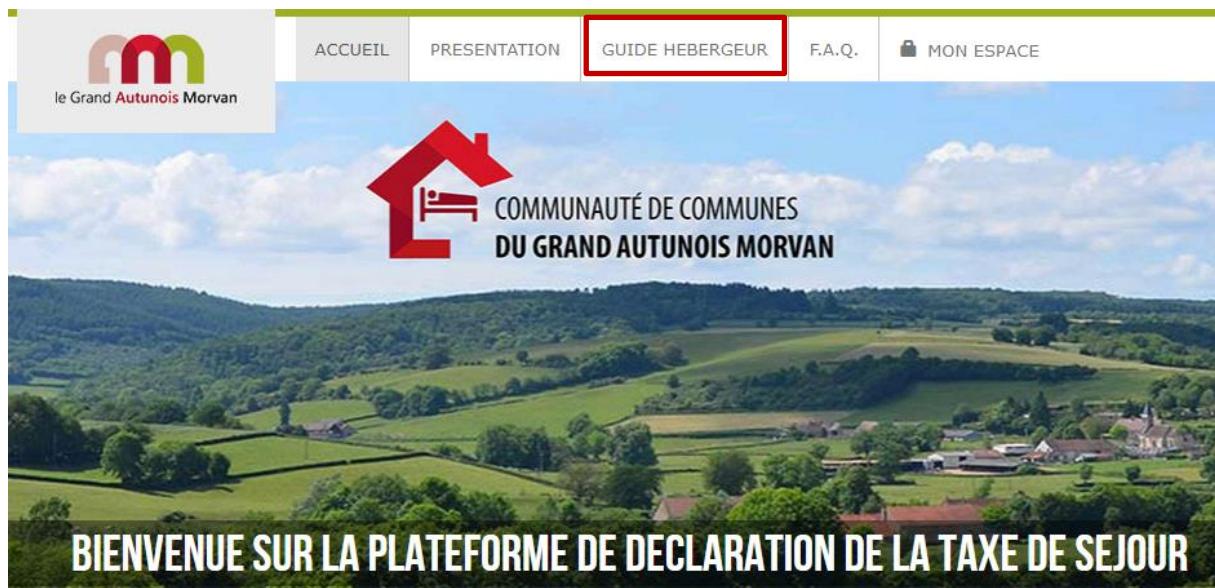 ACCUEIL PRESENTATION GUIDE HEBERGEUR F.A.Q. MON ESPACE
le Grand Autunois Morvan
COMMUNAUTÉ DE COMMUNES
DU GRAND AUTUNOIS MORVAN
BIENVENUE SUR LA PLATEFORME DE DECLARATION DE LA TAXE DE SEJOUR